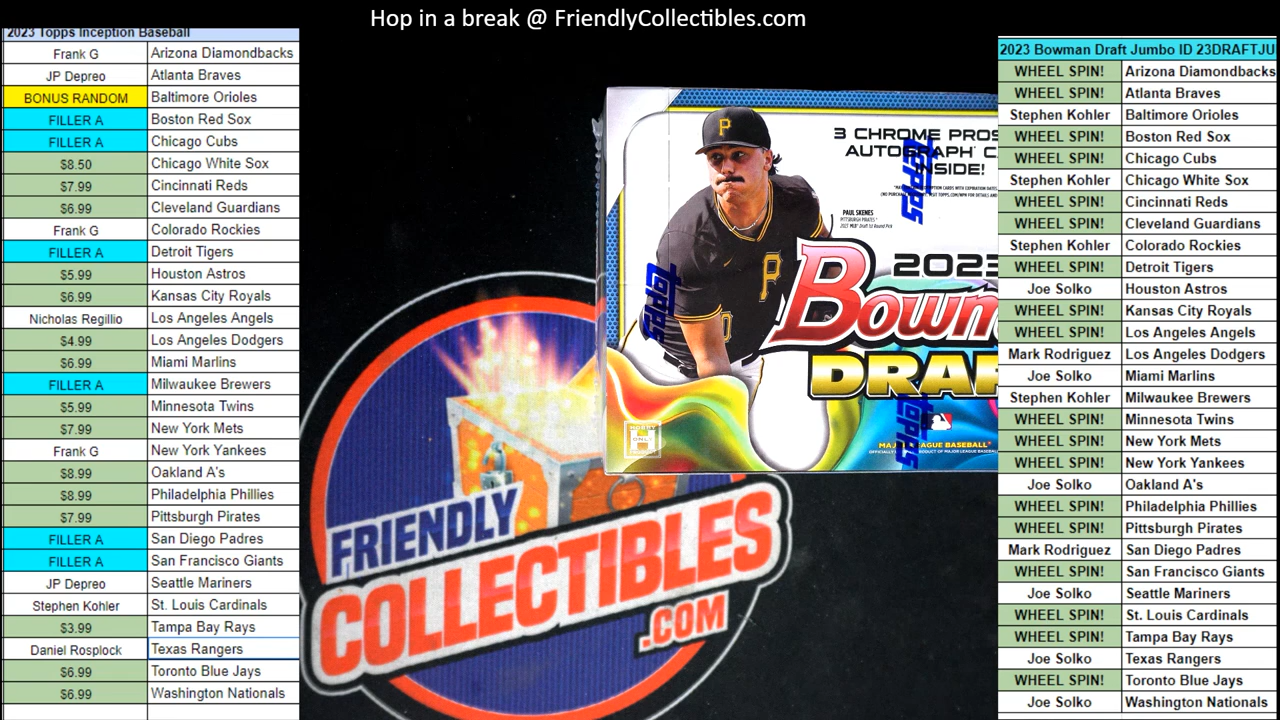 Hop in a break @ FriendlyCollectibles.com
2023 Topps Inception Baseball
Frank G Arizona Diamondbacks
JP Depreo Atlanta Braves
BONUS RANDOM Baltimore Orioles
FILLER A Boston Red Sox
FILLER A Chicago Cubs
$8.50 Chicago White Sox
$7.99 Cincinnati Reds
$6.99 Cleveland Guardians
Frank G Colorado Rockies
FILLER A Detroit Tigers
$5.99 Houston Astros
$6.99 Kansas City Royals
Nicholas Regillio Los Angeles Angels
$4.99 Los Angeles Dodgers
$6.99 Miami Marlins
FILLER A Milwaukee Brewers
$5.99 Minnesota Twins
$7.99 New York Mets
Frank G New York Yankees
$8.99 Oakland A's
$8.99 Philadelphia Phillies
$7.99 Pittsburgh Pirates
FILLER A San Diego Padres
FILLER A San Francisco Giants
JP Depreo Seattle Mariners
Stephen Kohler St. Louis Cardinals
$3.99 Tampa Bay Rays
Daniel Rosplock Texas Rangers
$6.99 Toronto Blue Jays
$6.99 Washington Nationals
P
P
3 CHROME PROS
AUTOGRAPH C
INSIDE!
PAUL SKENES
PITTSBURGH PIRATES
topps
topps
topps
2023
Bowm
DRAF
HOBBY
H
ONLY
MAJOR LEAGUE BASEBALL
FRIENDLY
COLLECTIBLES
.COM
2023 Bowman Draft Jumbo ID 23DRAFTJU
WHEEL SPIN! Arizona Diamondbacks
WHEEL SPIN! Atlanta Braves
Stephen Kohler Baltimore Orioles
WHEEL SPIN! Boston Red Sox
WHEEL SPIN! Chicago Cubs
Stephen Kohler Chicago White Sox
WHEEL SPIN! Cincinnati Reds
WHEEL SPIN! Cleveland Guardians
Stephen Kohler Colorado Rockies
WHEEL SPIN! Detroit Tigers
Joe Solko Houston Astros
WHEEL SPIN! Kansas City Royals
WHEEL SPIN! Los Angeles Angels
Mark Rodriguez Los Angeles Dodgers
Joe Solko Miami Marlins
Stephen Kohler Milwaukee Brewers
WHEEL SPIN! Minnesota Twins
WHEEL SPIN! New York Mets
WHEEL SPIN! New York Yankees
Joe Solko Oakland A's
WHEEL SPIN! Philadelphia Phillies
WHEEL SPIN! Pittsburgh Pirates
Mark Rodriguez San Diego Padres
WHEEL SPIN! San Francisco Giants
Joe Solko Seattle Mariners
WHEEL SPIN! St. Louis Cardinals
WHEEL SPIN! Tampa Bay Rays
Joe Solko Texas Rangers
WHEEL SPIN! Toronto Blue Jays
Joe Solko Washington Nationals